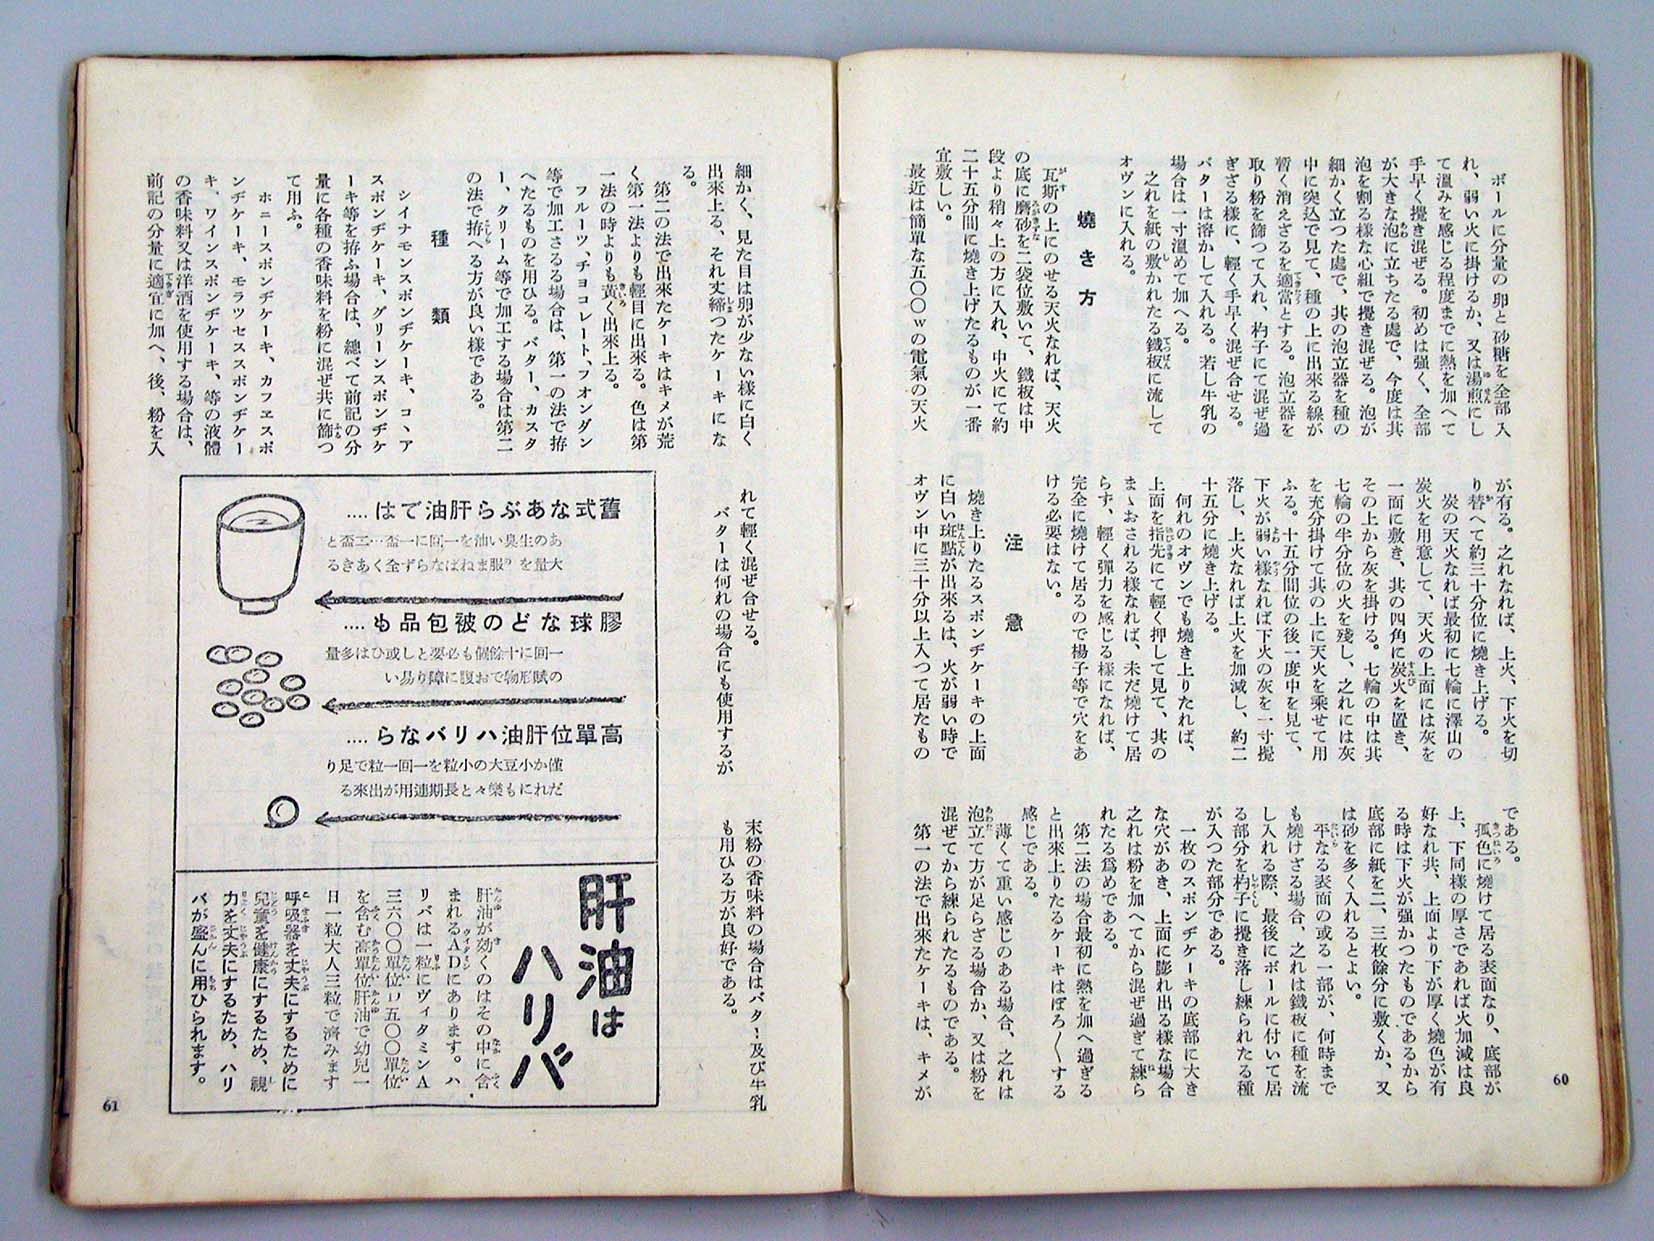 ボールに分量の卵と砂糖を全部入
れ、弱い火に掛けるか、又は湯煎にし
て溫みを感じる程度までに熱を加へて
手早く攪き混ぜる。初めは强く、全部
が大きな泡に立ちたる處で、今度は其
泡を割る樣な心組で攪き混ぜる。泡が
細かく立つた處で、其の泡立器を種の
中に突込で見て、種の上に出來る線が
暫く消えざるを適當とする。泡立器を
取り粉を篩つて入れ、杓子にて混ぜ過
ぎざる樣に、輕く手早く混ぜ合せる。
バターは溶かして入れる。若し牛乳の
場合は一寸溫めて加へる。
之れを紙の敷かれたる鐵板に流して
オヴンに入れる。
燒き方
瓦斯の上にのせる天火なれば、天火
の底に磨砂を二袋位敷いて、鐵板は中
段より稍々上の方に入れ、中火にて約
二十五分間に燒き上げたるものが一番
宜敷しい。
最近は簡單な五〇〇wの電氣の天火
が有る。之れなれば、上火、下火を切
り替へて約三十分位に燒き上げる。
炭の天火なれば最初に七輪に澤山の
炭火を用意して、天火の上面には灰を
一面に敷き、其の四角に炭火を置き、
その上から灰を掛ける。七輪の中は其
七輪の半分位の火を殘し、之れには灰
を充分掛けて其の上に天火を乘せて用
ふる。十五分間位の後一度中を見て、
下火が弱い樣なれば下火の灰を一寸攪
落し、上火なれば上火を加減し、約二
十五分に燒き上げる。
何れのオヴンでも燒き上りたれば、
上面を指先にて輕く押して見て、其の
まゝおされる樣なれば、未だ燒けて居
らず、輕く彈力を感じる樣になれば、
完全に燒けて居るので楊子等で穴をあ
ける必要はない。
注意
燒き上りたるスポンヂケーキの上面
に白い斑點が出來るは、火が弱い時で
オヴン中に三十分以上入つて居たもの
である。
孤色に燒けて居る表面なり、底部が
上、下同樣の厚さであれば火加減は良
好なれ共、上面より下が厚く燒色が有
る時は下火が强かつたものであるから
底部に紙を二、三枚餘分に敷くか、又
は砂を多く入れるとよい。
平なる表面の或る一部が、何時まで
も燒けざる場合、之れは鐵板に種を流
し入れる際、最後にボールに付いて居
る部分を杓子に攪き落し練られたる種
が入つた部分である。
一枚のスポンヂケーキの底部に大き
な穴があき、上面に膨れ出る樣な場合
之れは粉を加へてから混ぜ過ぎて練ら
れたる爲めである。
第二法の場合最初に熱を加へ過ぎる
と出來上りたるケーキはぼろ〱する
感じである。
薄くて重い感じのある場合、之れは
泡立て方が足らざる場合か、又は粉を
混ぜてから練られたるものである。
第一の法で出來たケーキは、キメが
60
細かく、見た目は卵が少ない樣に白く
出來上る、それ丈締つたケーキにな
る。
第二の法で出來たケーキはキメが荒
く第一法よりも輕目に出來る。色は第
一法の時よりも黃く出來上る。
フルーツ、チョコレート、フオンダン
等で加工さるる場合は、第一の法で拵
へたるものを用ひる。バター、カスタ
ー、クリーム等で加工する場合は第二
の法で拵へる方が良い樣である。
種類
シイナモンスポンヂケーキ、コヽア
スポンヂケーキ、グリーンスポンヂケ
ーキ等を拵ふ場合は、總べて前記の分
量に各種の香味料を粉に混ぜ共に篩つ
て用ふ。
ホニースポンヂケーキ、カフヱスポ
ンヂケーキ、モラツセススポンヂケー
キ、ワインスポンヂケーキ、等の液體
の香味料又は洋酒を使用する場合は、
前記の分量に適宜に加へ、後、粉を入
れて輕く混ぜ合せる。
バターは何れの場合にも使用するが
末粉の香味料の場合はバター及び牛乳
も用ひる方が良好である。
舊式なあぶら肝油では‥‥
あの生臭い油を一回に一盃…二盃と
大量を服まねばならず全くあきる
膠球などの被包品も‥‥
一回に十餘個も必要とし或ひは多量
の賦形物でお腹に障り易い
高單位肝油ハリバなら‥‥
僅か小豆大の小粒を一回一粒で足り
だれにも樂々と長期連用が出來る
肝油は
ハリバ
肝油が効くのはその中に含
まれるADにあります。ハ
リバは一粒にヴィタミンA
三六〇〇單位D五〇〇單位
を含む高單位肝油で幼兒一
日一粒大人三粒で濟みます
呼吸器を丈夫にするために
兒童を健康にするため、視
力を丈夫にするため、ハリ
バが盛んに用ひられます。
61